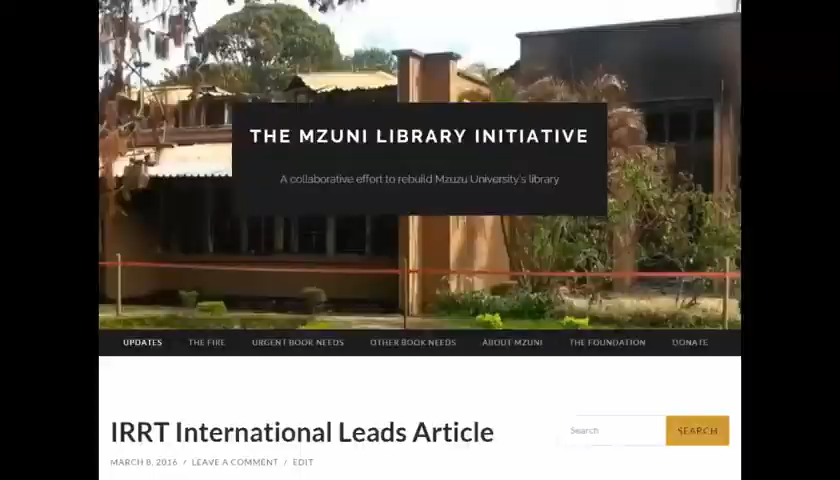 THE MZUNI LIBRARY INITIATIVE
A collaborative effort to rebuild Mzuzu University's library
UPDATES THE FIRE URGENT BOOK NEEDS OTHER BOOK NEEDS ABOUT MZUNI THE FOUNDATION DONATE
IRRT International Leads Article
Search SEARCH
MARCH 8, 2016 / LEAVE A COMMENT / EDIT